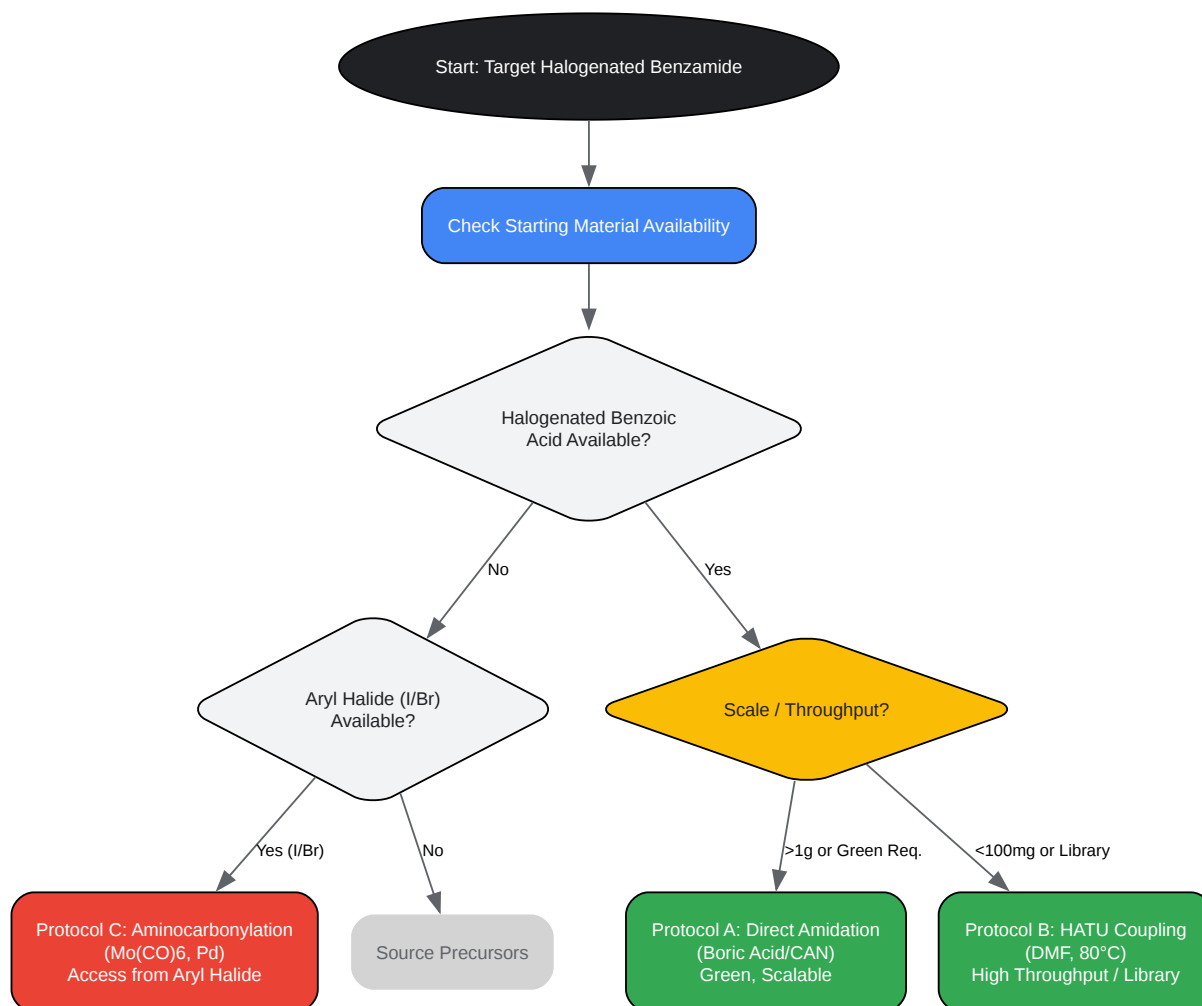 Start: Target Halogenated Benzamide
Check Starting Material Availability
Halogenated Benzoic
Acid Available?
No
Yes
Aryl Halide (I/Br)
Available?
Scale / Throughput?
Yes (I/Br)
No
>1g or Green Req.
<100mg or Library
Protocol C: Aminocarbonylation
(Mo(CO)6, Pd)
Access from Aryl Halide
Source Precursors
Protocol A: Direct Amidation
(Boric Acid/CAN)
Green, Scalable
Protocol B: HATU Coupling
(DMF, 80°C)
High Throughput / Library